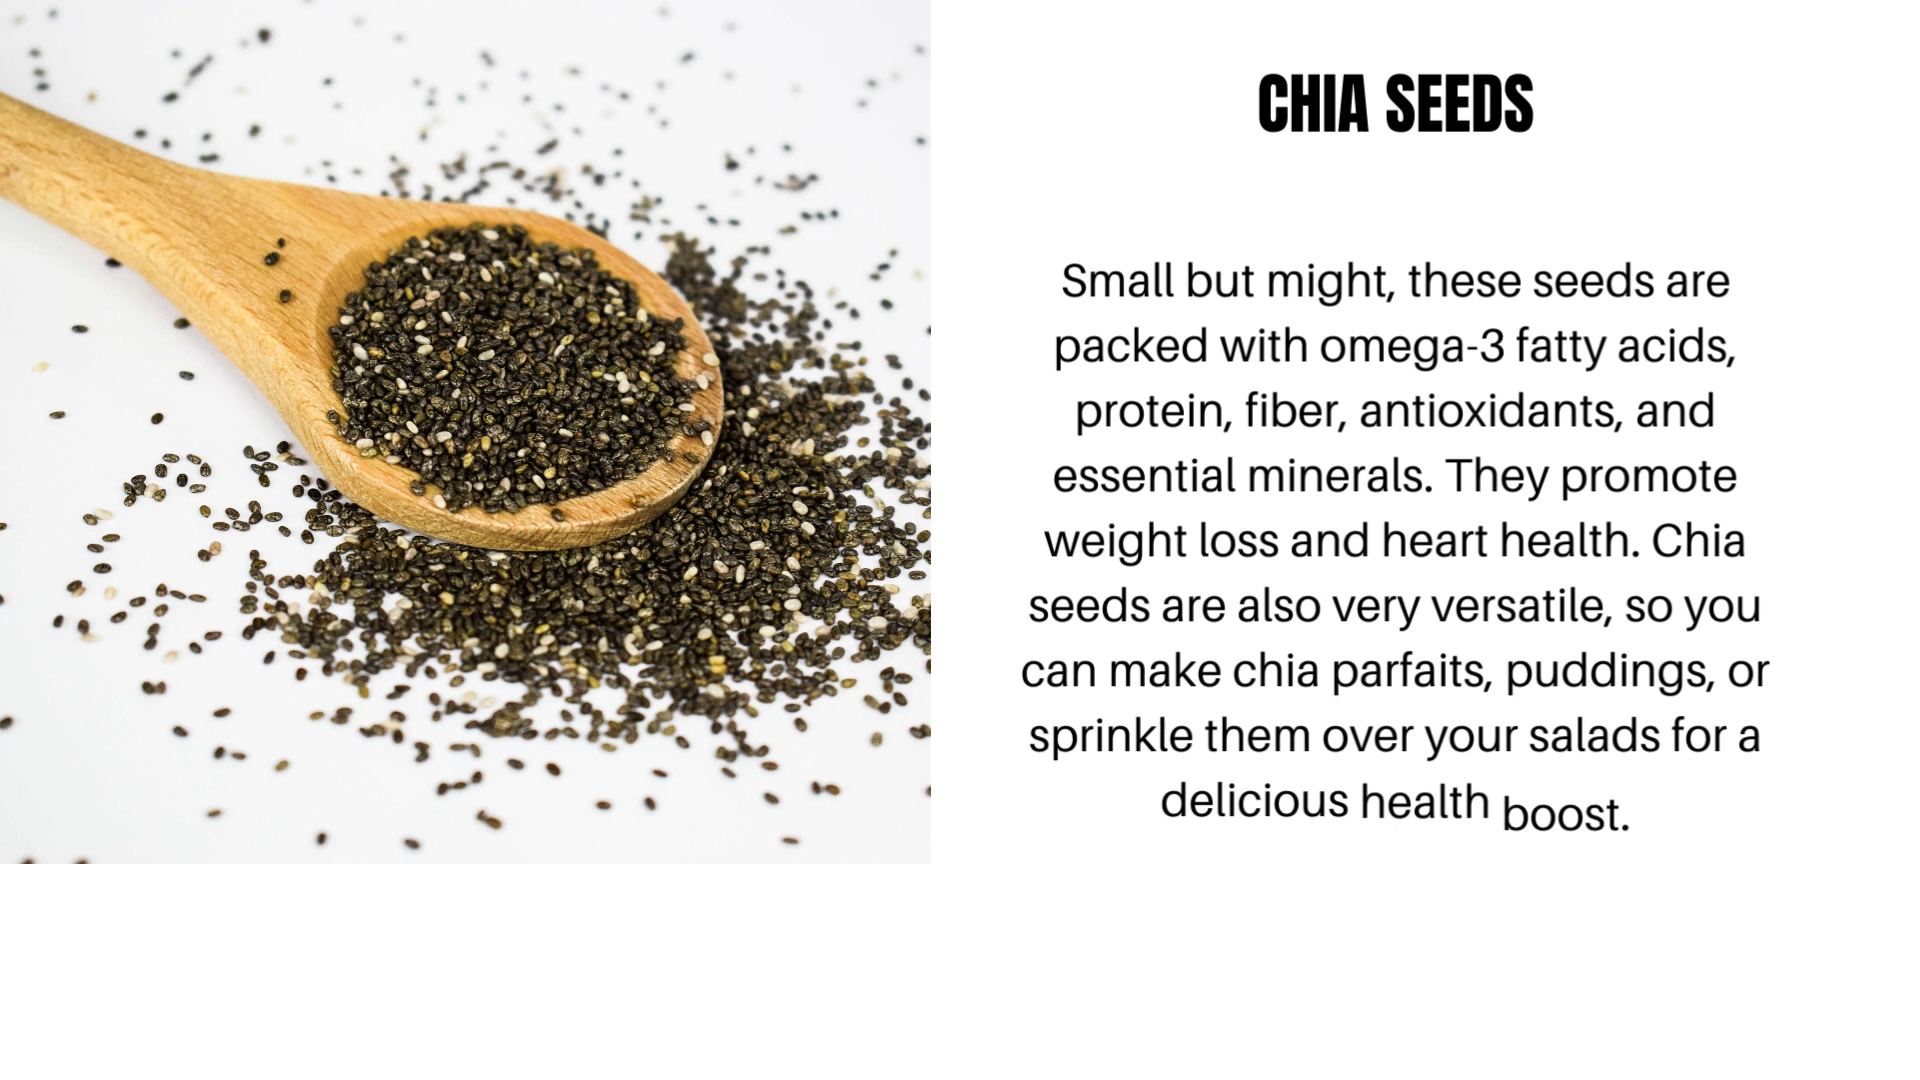 CHIA SEEDS
Small but might, these seeds are
packed with omega-3 fatty acids,
protein, fiber, antioxidants, and
essential minerals. They promote
weight loss and heart health. Chia
seeds are also very versatile, so you
can make chia parfaits, puddings, or
sprinkle them over your salads for a
delicious health boost.